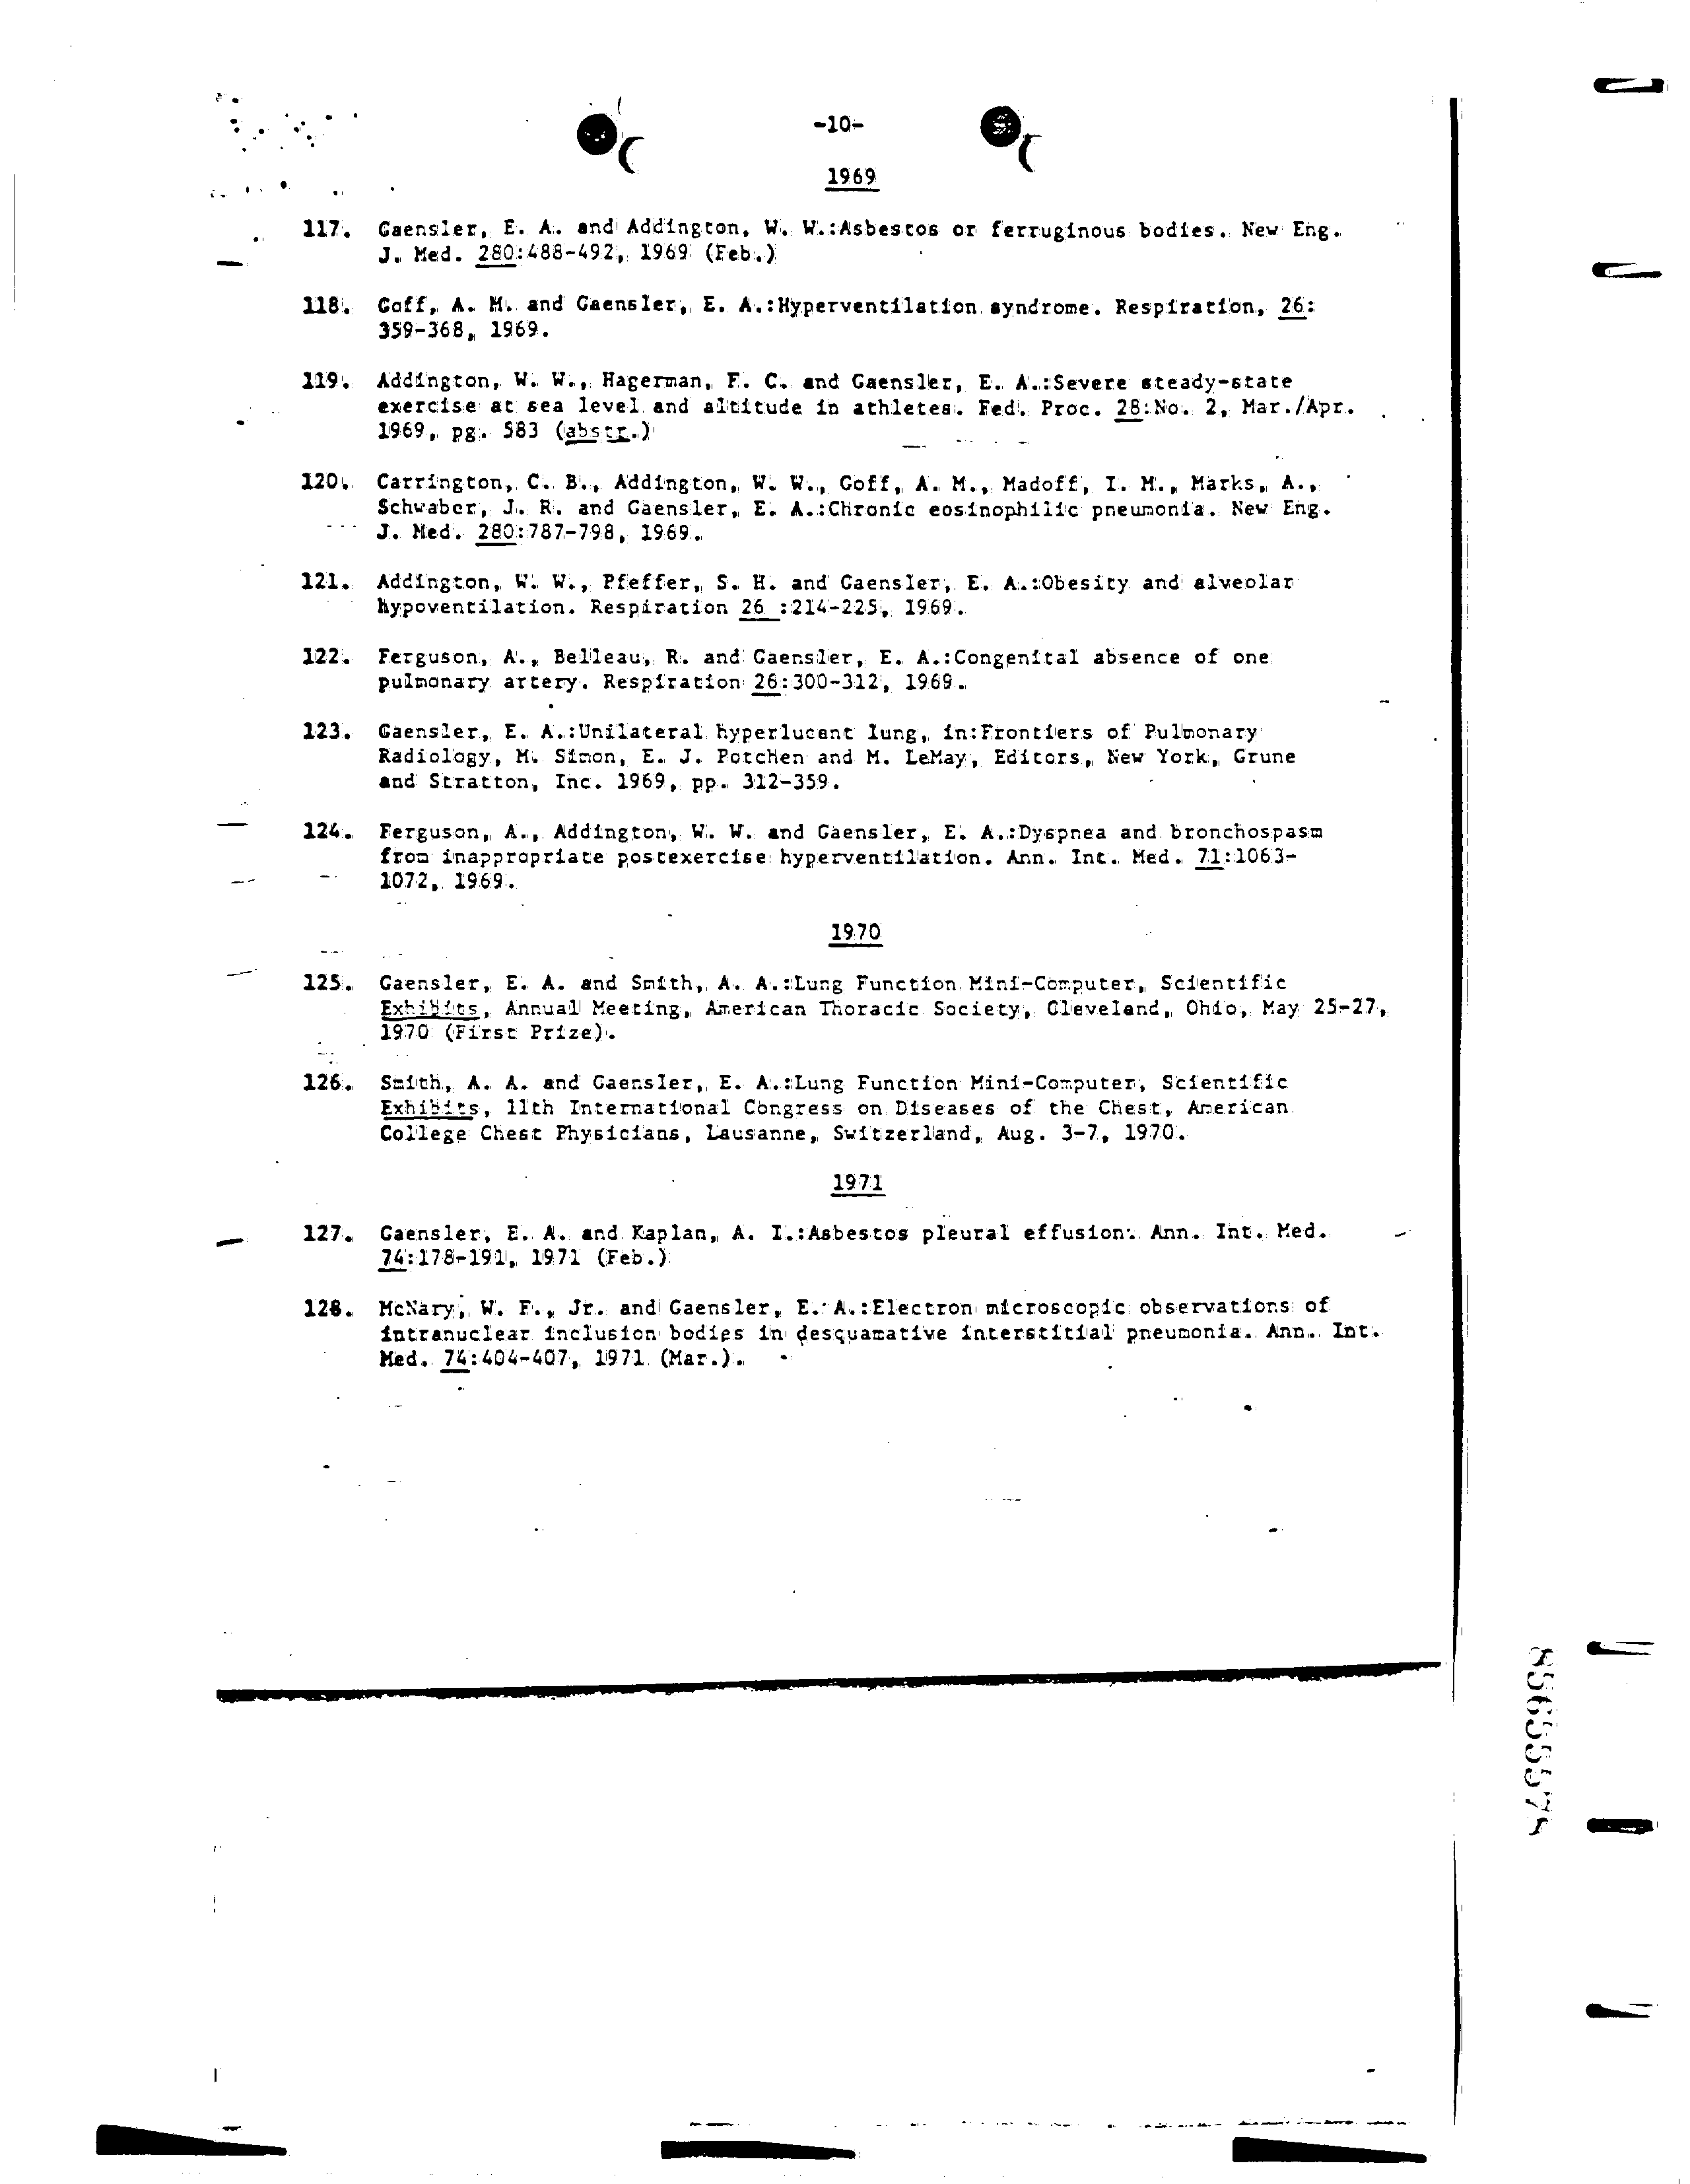 -10-
1969
117. Gaensler, E. A. and Addington, W. W.:Asbestos or ferruginous bodies. New Eng.
J. Med. 280:488-492, 1969 (Feb.)
118. Goff, A. M. and Gaensler, E. A.:Hyperventilation syndrome. Respiration, 26:
359-368, 1969.
119. Addington, W. W., Hagerman, F. C. and Gaensler, E. A.:Severe steady-state
exercise at sea level and altitude in athletes. Fed. Proc. 28:No. 2, Mar./Apr.
1969, pg. 583 (abstr.)
120. Carrington, C. B., Addington, W. W., Goff, A. M., Madoff, I. M., Marks, A.,
Schwaber, J. R. and Gaensler, E. A.:Chronic eosinophilic pneumonia. New Eng.
J. Med. 280:787-798, 1969.
121. Addington, W. W., Pfeffer, S. H. and Gaensler, E. A.:Obesity and alveolar
hypoventilation. Respiration 26 :214-225, 1969.
122. Ferguson, A., Belleau, R. and Gaensler, E. A.:Congenital absence of one
pulmonary artery. Respiration 26:300-312, 1969.
123. Gaensler, E. A.:Unilateral hyperlucent lung, in:Frontiers of Pulmonary
Radiology, M. Simon, E. J. Potchen and M. LeMay, Editors, New York, Grune
and Stratton, Inc. 1969, pp. 312-359.
124. Ferguson, A., Addington, W. W. and Gaensler, E. A.:Dyspnea and bronchospasm
from inappropriate postexercise hyperventilation. Ann. Int. Med. 71:1063-
1072, 1969.
1970
125. Gaensler, E. A. and Smith, A. A.:Lung Function Mini-Computer, Scientific
Exhibits, Annual Meeting, American Thoracic Society, Cleveland, Ohio, May 25-27,
1970 (First Prize).
126. Smith, A. A. and Gaensler, E. A.:Lung Function Mini-Computer, Scientific
Exhibits, 11th International Congress on Diseases of the Chest, American
College Chest Physicians, Lausanne, Switzerland, Aug. 3-7, 1970.
1971
127. Gaensler, E. A. and Kaplan, A. I.:Asbestos pleural effusion. Ann. Int. Med.
74:178-191, 1971 (Feb.)
128. McNary, W. F., Jr. and Gaensler, E. A.:Electron microscopic observations of
intranuclear inclusion bodies in desquamative interstitial pneumonia. Ann. Int.
Med. 74:404-407, 1971 (Mar.).